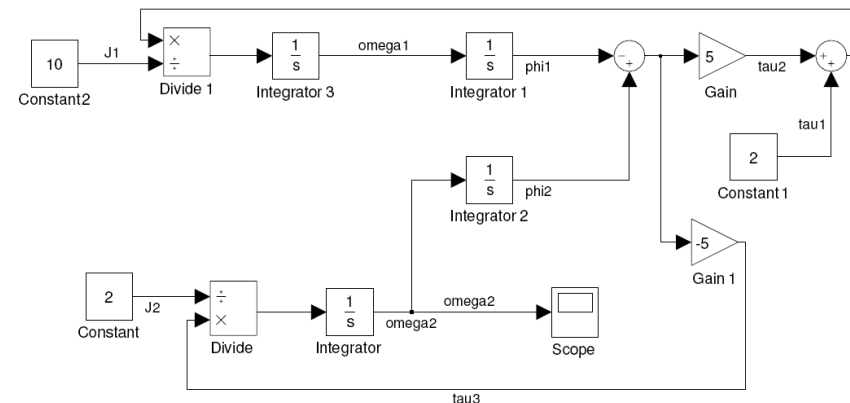 J1
omega1
10
×
÷
1
s
1
s
phi1
−
+
5
tau2
+
+
Constant2
Divide 1
Integrator 3
Integrator 1
Gain
tau1
1
s
phi2
2
Integrator 2
Constant 1
-5
Gain 1
2
J2
÷
×
1
s
omega2
omega2
Constant
Divide
Integrator
Scope
tau3